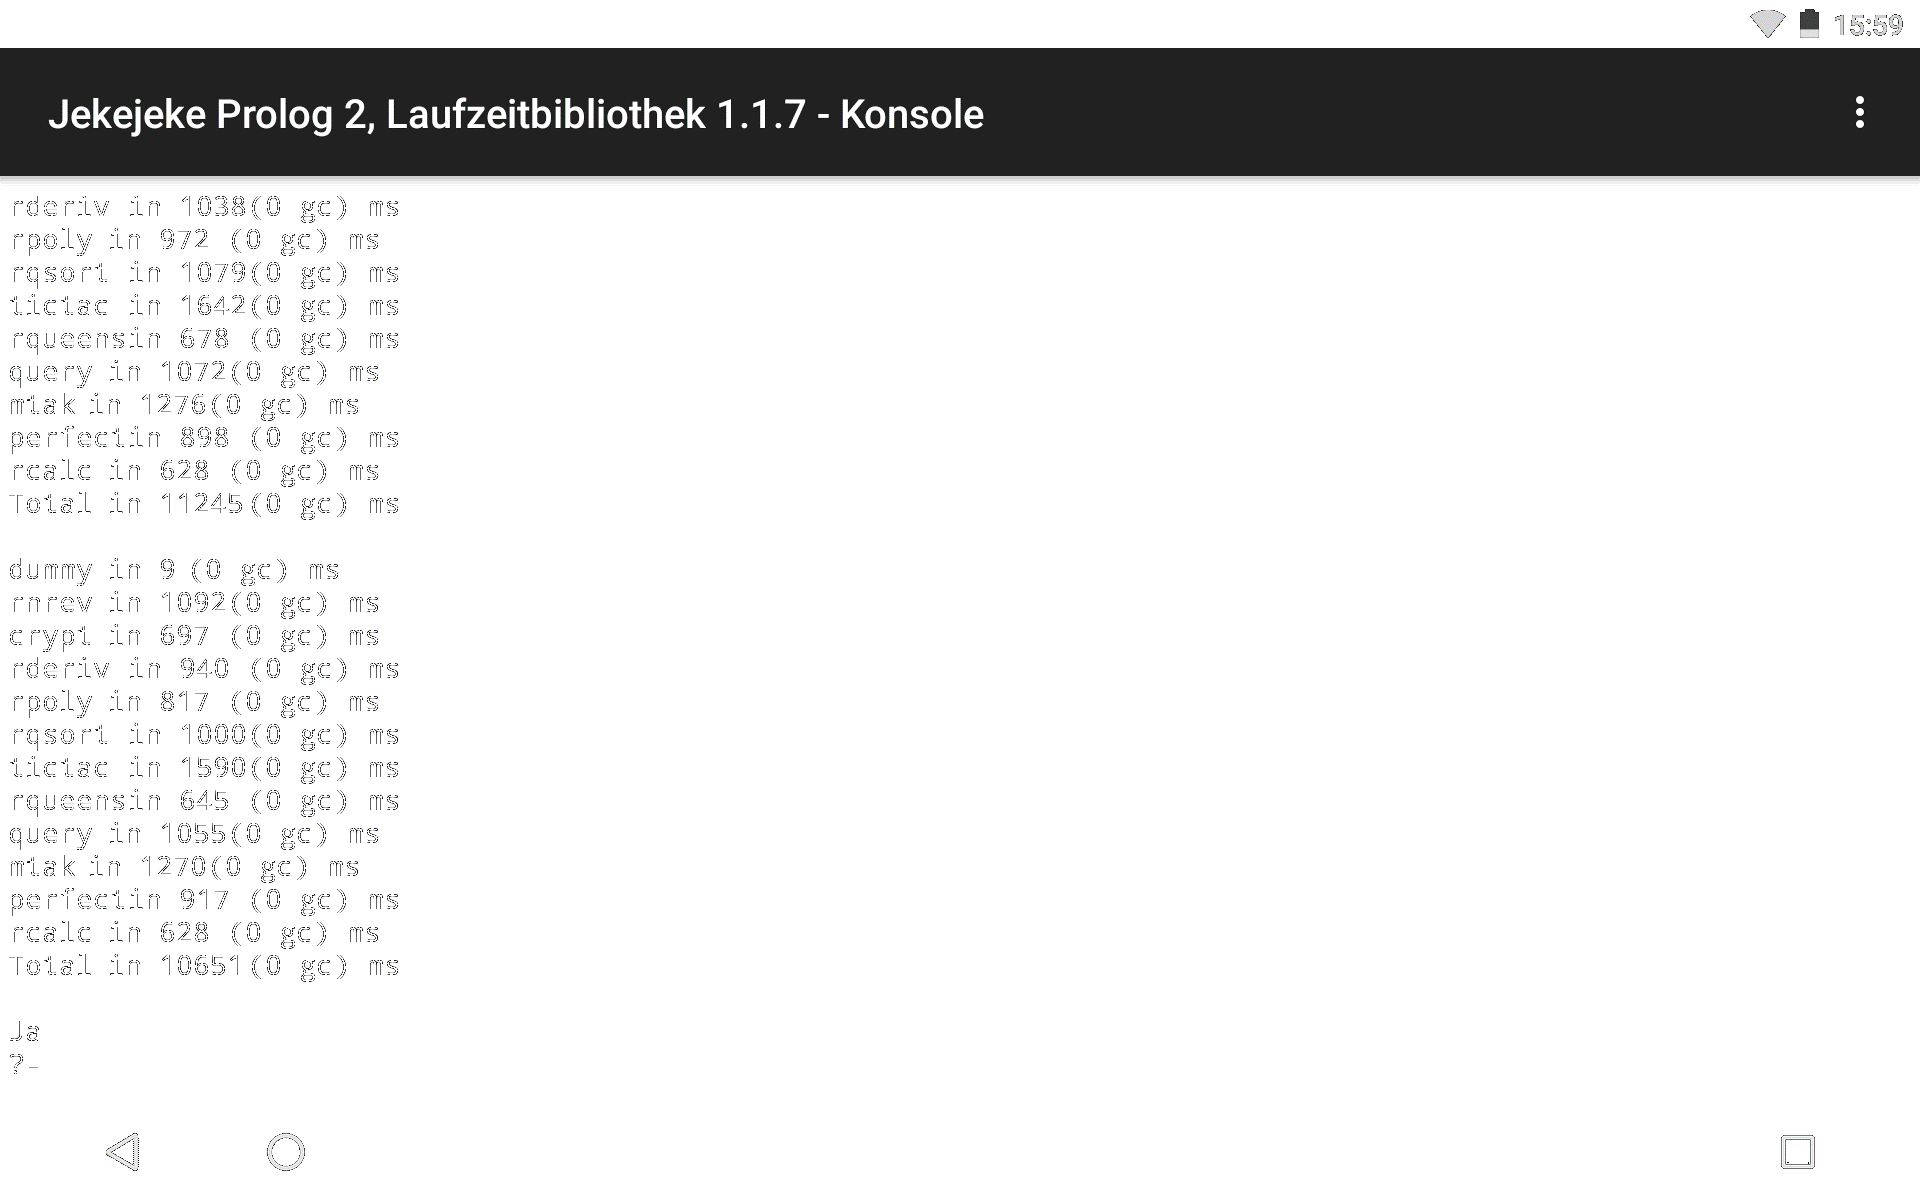 15:59
Jekejeke Prolog 2, Laufzeitbibliothek 1.1.7 - Konsole
rderiv in 1038(0 gc) ms
rpoly in 972 (0 gc) ms
rqsort in 1079(0 gc) ms
tictac in 1642(0 gc) ms
rqueensin 678 (0 gc) ms
query in 1072(0 gc) ms
mtak in 1276(0 gc) ms
perfectin 898 (0 gc) ms
rcalc in 628 (0 gc) ms
Total in 11245(0 gc) ms
dummy in 9 (0 gc) ms
rnrev in 1092(0 gc) ms
crypt in 697 (0 gc) ms
rderiv in 940 (0 gc) ms
rpoly in 817 (0 gc) ms
rqsort in 1000(0 gc) ms
tictac in 1590(0 gc) ms
rqueensin 645 (0 gc) ms
query in 1055(0 gc) ms
mtak in 1270(0 gc) ms
perfectin 917 (0 gc) ms
rcalc in 628 (0 gc) ms
Total in 10651(0 gc) ms
Ja
?-